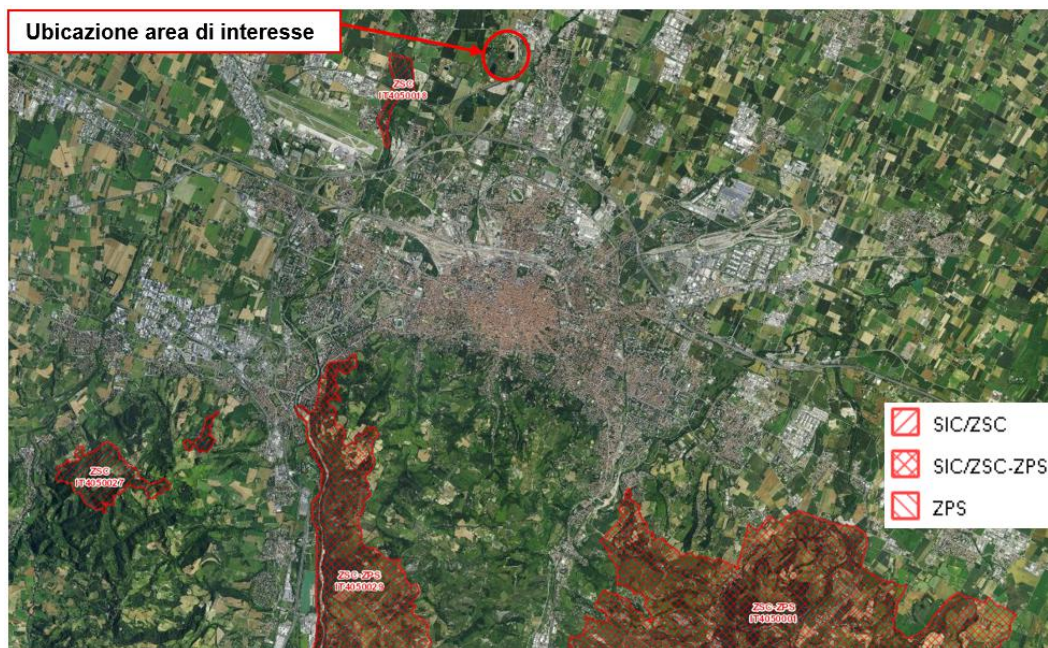 Ubicazione area di interesse
ZSC
IT4050018
ZSC
IT4050027
ZSC-ZPS
IT4050029
ZSC-ZPS
IT4050001
SIC/ZSC
SIC/ZSC-ZPS
ZPS